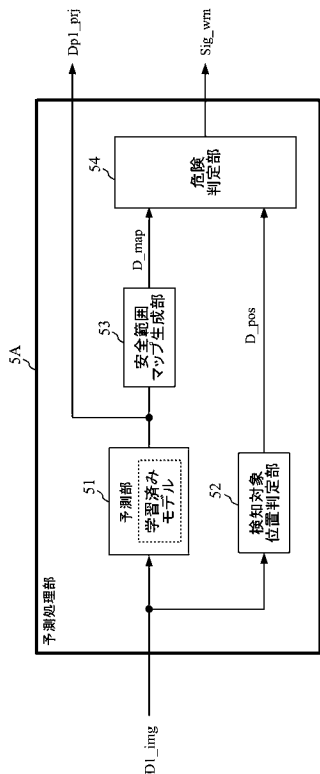 5A
予測処理部
D1_img
51
予測部
学習済み
モデル
52
検知対象
位置判定部
53
安全範囲
マップ生成部
D_map
D_pos
54
危険
判定部
Dp1_prj
Sig_wrn